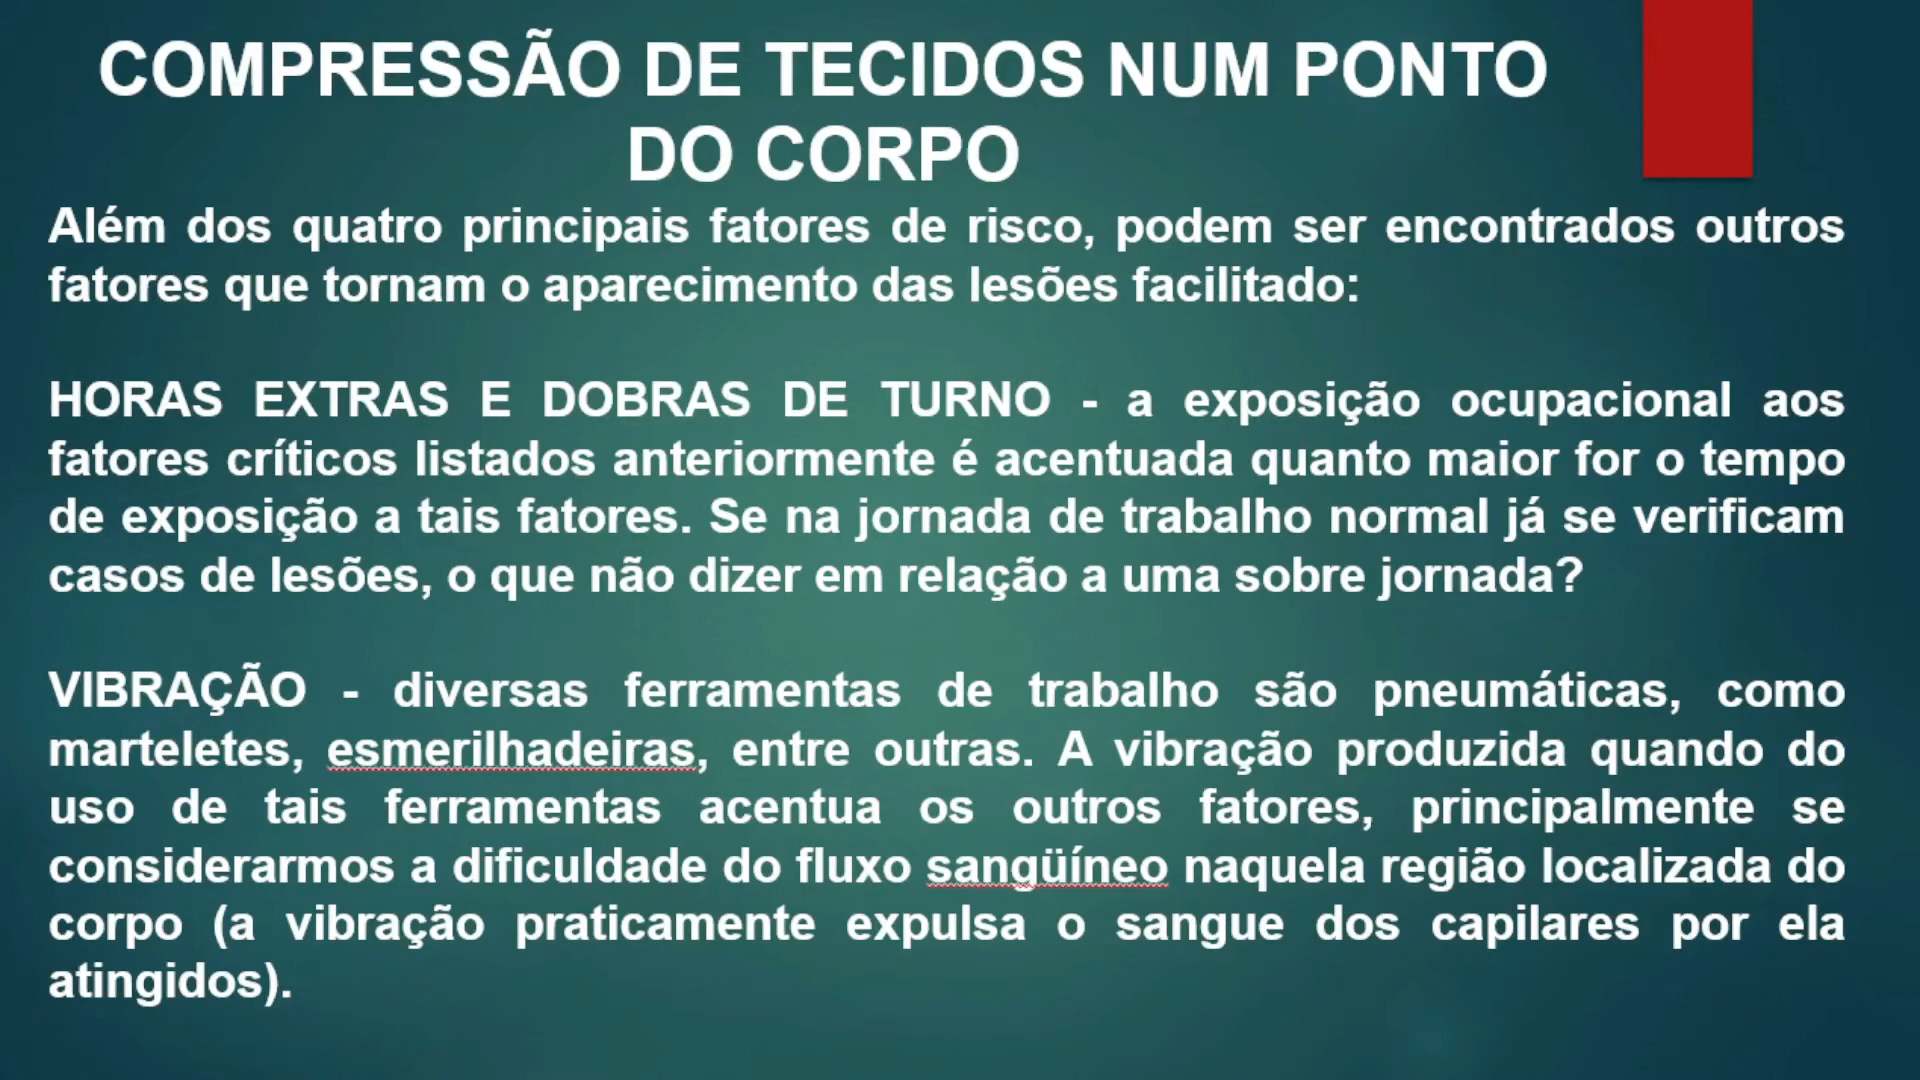 COMPRESSÃO DE TECIDOS NUM PONTO
DO CORPO
Além dos quatro principais fatores de risco, podem ser encontrados outros
fatores que tornam o aparecimento das lesões facilitado:
HORAS EXTRAS E DOBRAS DE TURNO - a exposição ocupacional aos
fatores críticos listados anteriormente é acentuada quanto maior for o tempo
de exposição a tais fatores. Se na jornada de trabalho normal já se verificam
casos de lesões, o que não dizer em relação a uma sobre jornada?
VIBRAÇÃO - diversas ferramentas de trabalho são pneumáticas, como
marteletes, esmerilhadeiras, entre outras. A vibração produzida quando do
uso de tais ferramentas acentua os outros fatores, principalmente se
considerarmos a dificuldade do fluxo sangüíneo naquela região localizada do
corpo (a vibração praticamente expulsa o sangue dos capilares por ela
atingidos).